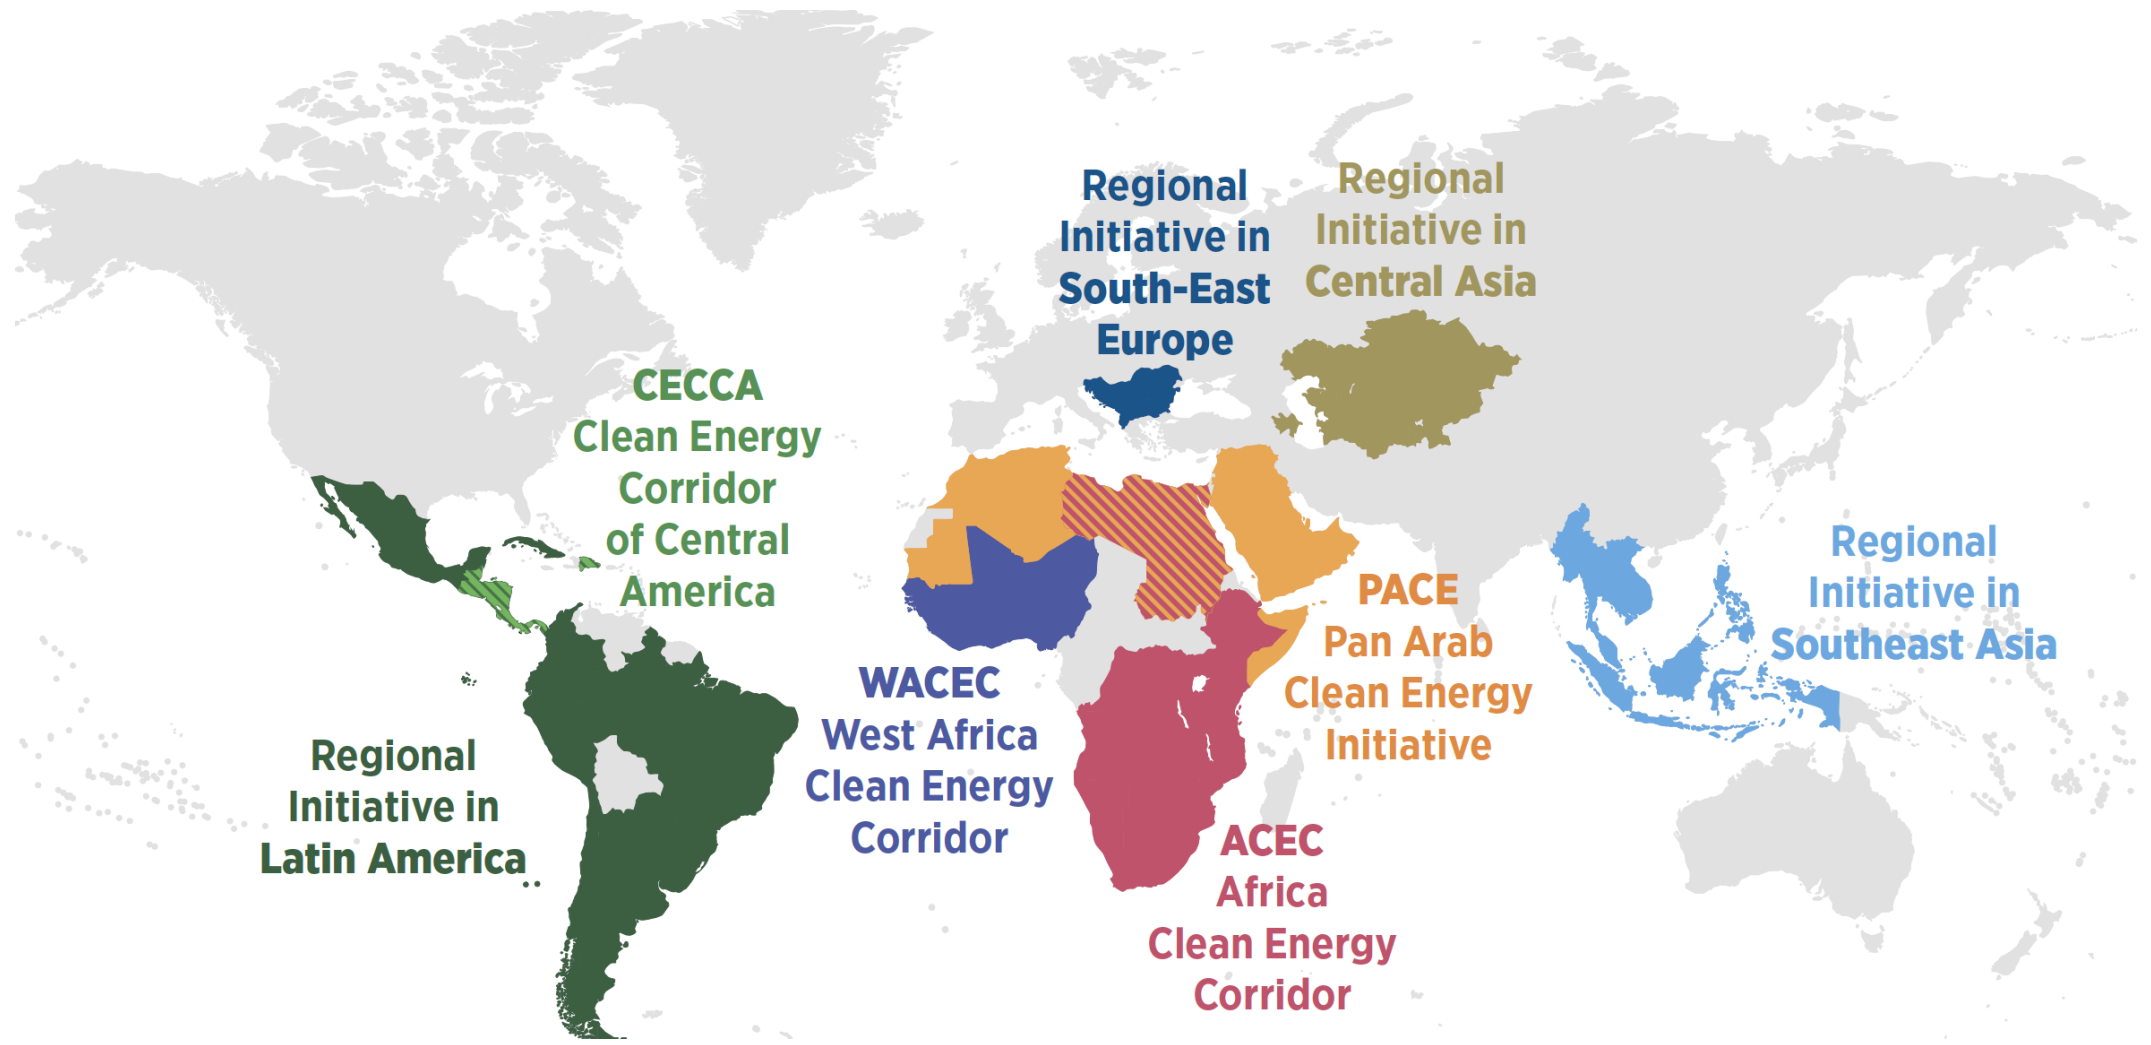 Regional
Initiative in
South-East
Europe
Regional
Initiative in
Central Asia
CECCA
Clean Energy
Corridor
of Central
America
Regional
Initiative in
Southeast Asia
PACE
Pan Arab
Clean Energy
Initiative
WACEC
West Africa
Clean Energy
Corridor
Regional
Initiative in
Latin America
ACEC
Africa
Clean Energy
Corridor